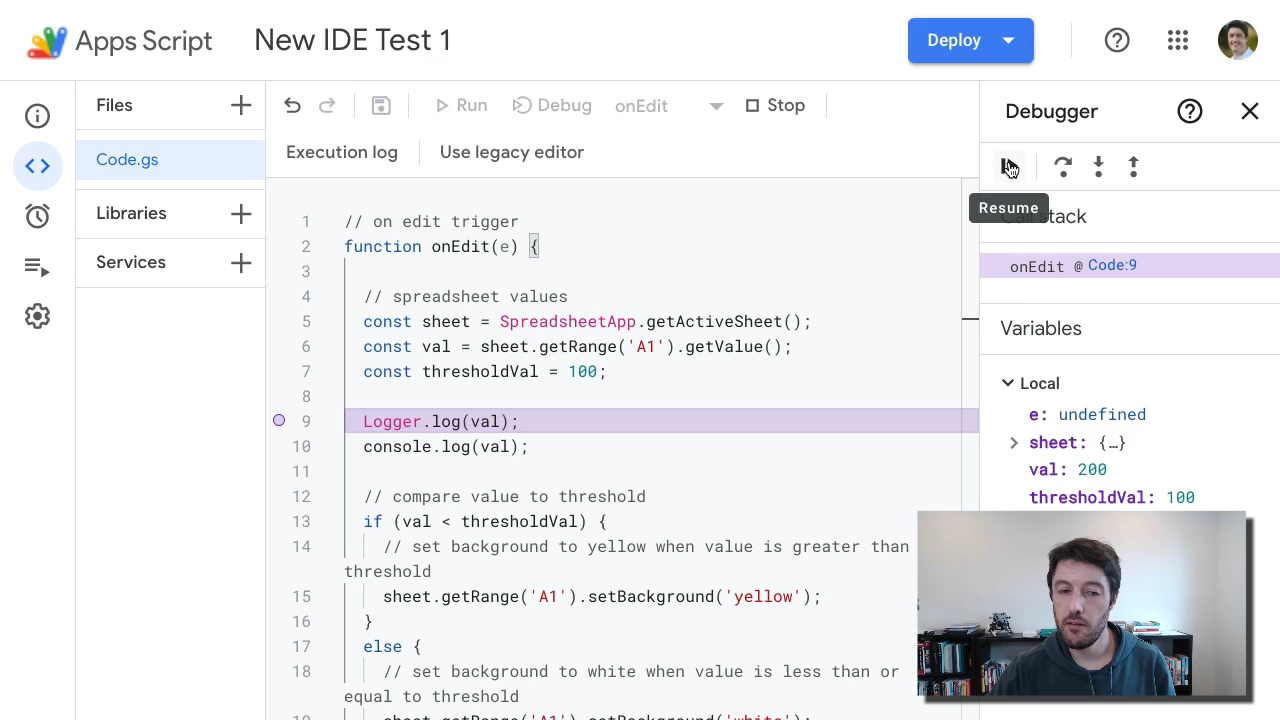 Apps Script
New IDE Test 1
Deploy
Files
Code.gs
Libraries
Services
Run
Debug
onEdit
Stop
Execution log
Use legacy editor
1 // on edit trigger
2 function onEdit(e) {
3
4 // spreadsheet values
5 const sheet = SpreadsheetApp.getActiveSheet();
6 const val = sheet.getRange('A1').getValue();
7 const thresholdVal = 100;
8
9 Logger.log(val);
10 console.log(val);
11
12 // compare value to threshold
13 if (val < thresholdVal) {
14 // set background to yellow when value is greater than
threshold
15 sheet.getRange('A1').setBackground('yellow');
16 }
17 else {
18 // set background to white when value is less than or
equal to threshold
19 sheet.getRange('A1').setBackground('white');
Debugger
Resume
stack
onEdit @ Code:9
Variables
Local
e: undefined
sheet: {…}
val: 200
thresholdVal: 100